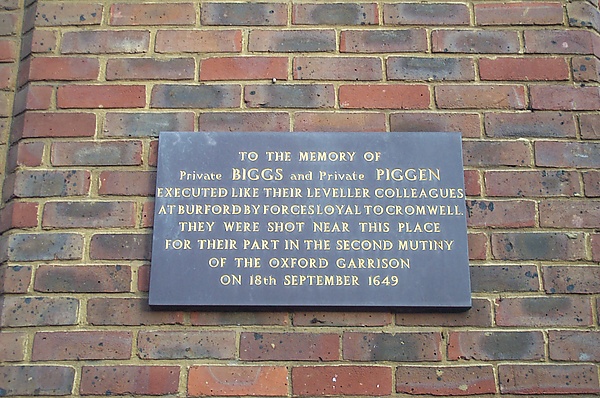 TO THE MEMORY OF
Private BIGGS and Private PIGGEN
EXECUTED LIKE THEIR LEVELLER COLLEAGUES
AT BURFORD BY FORCES LOYAL TO CROMWELL.
THEY WERE SHOT NEAR THIS PLACE
FOR THEIR PART IN THE SECOND MUTINY
OF THE OXFORD GARRISON
ON 18th SEPTEMBER 1649